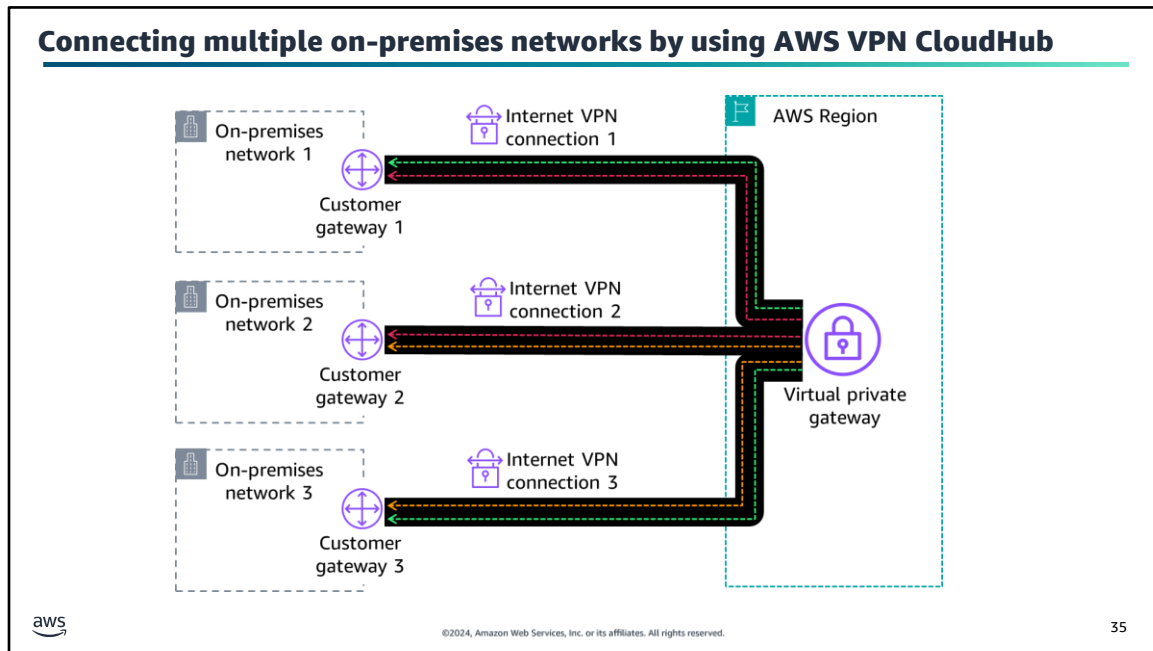 Connecting multiple on-premises networks by using AWS VPN CloudHub
On-premises
network 1
Customer
gateway 1
Internet VPN
connection 1
AWS Region
On-premises
network 2
Customer
gateway 2
Internet VPN
connection 2
Virtual private
gateway
On-premises
network 3
Customer
gateway 3
Internet VPN
connection 3
aws
©2024, Amazon Web Services, Inc. or its affiliates. All rights reserved.
35